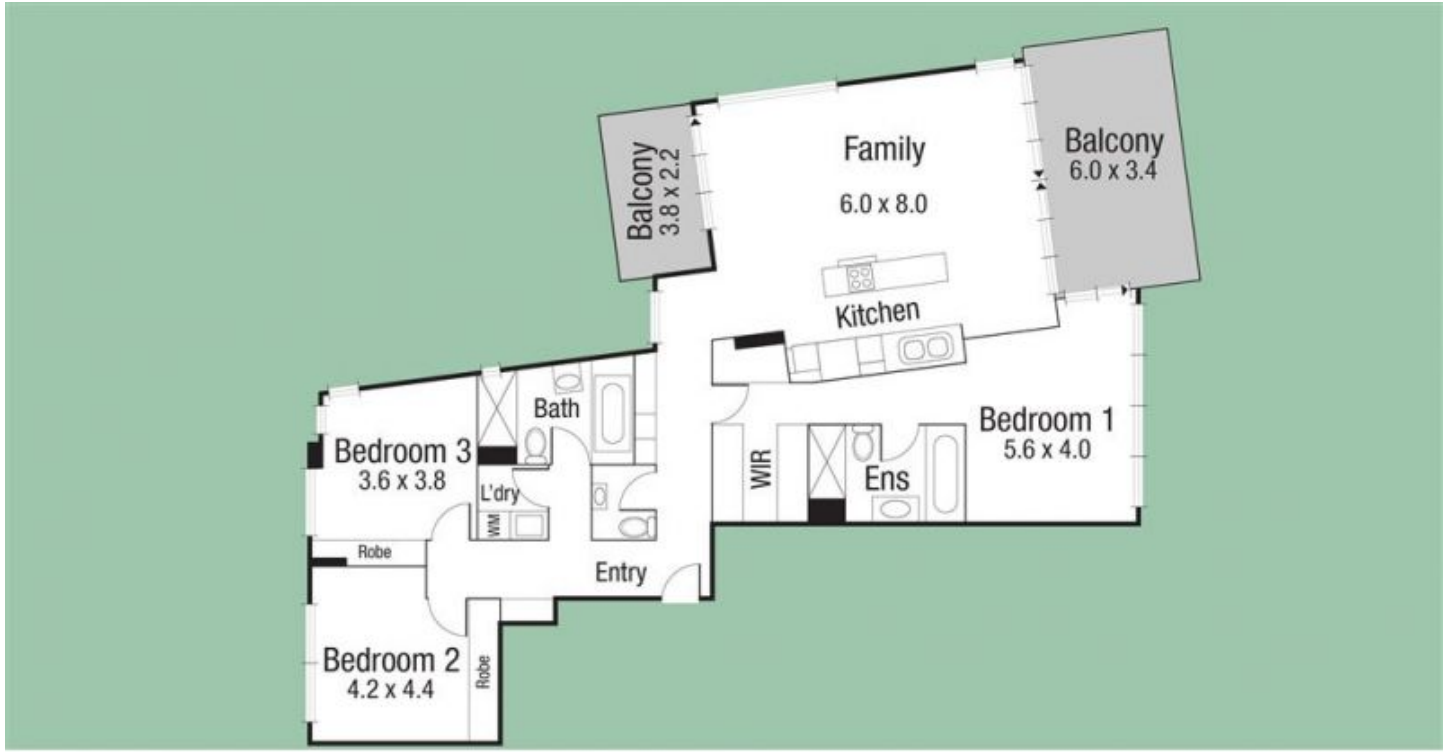 Family
6.0 x 8.0
Balcony
3.8 x 2.2
Balcony
6.0 x 3.4
Kitchen
Bath
Bedroom 3
3.6 x 3.8
L'dry
WM
Robe
Entry
WIR
Ens
Bedroom 1
5.6 x 4.0
Bedroom 2
4.2 x 4.4
Robe